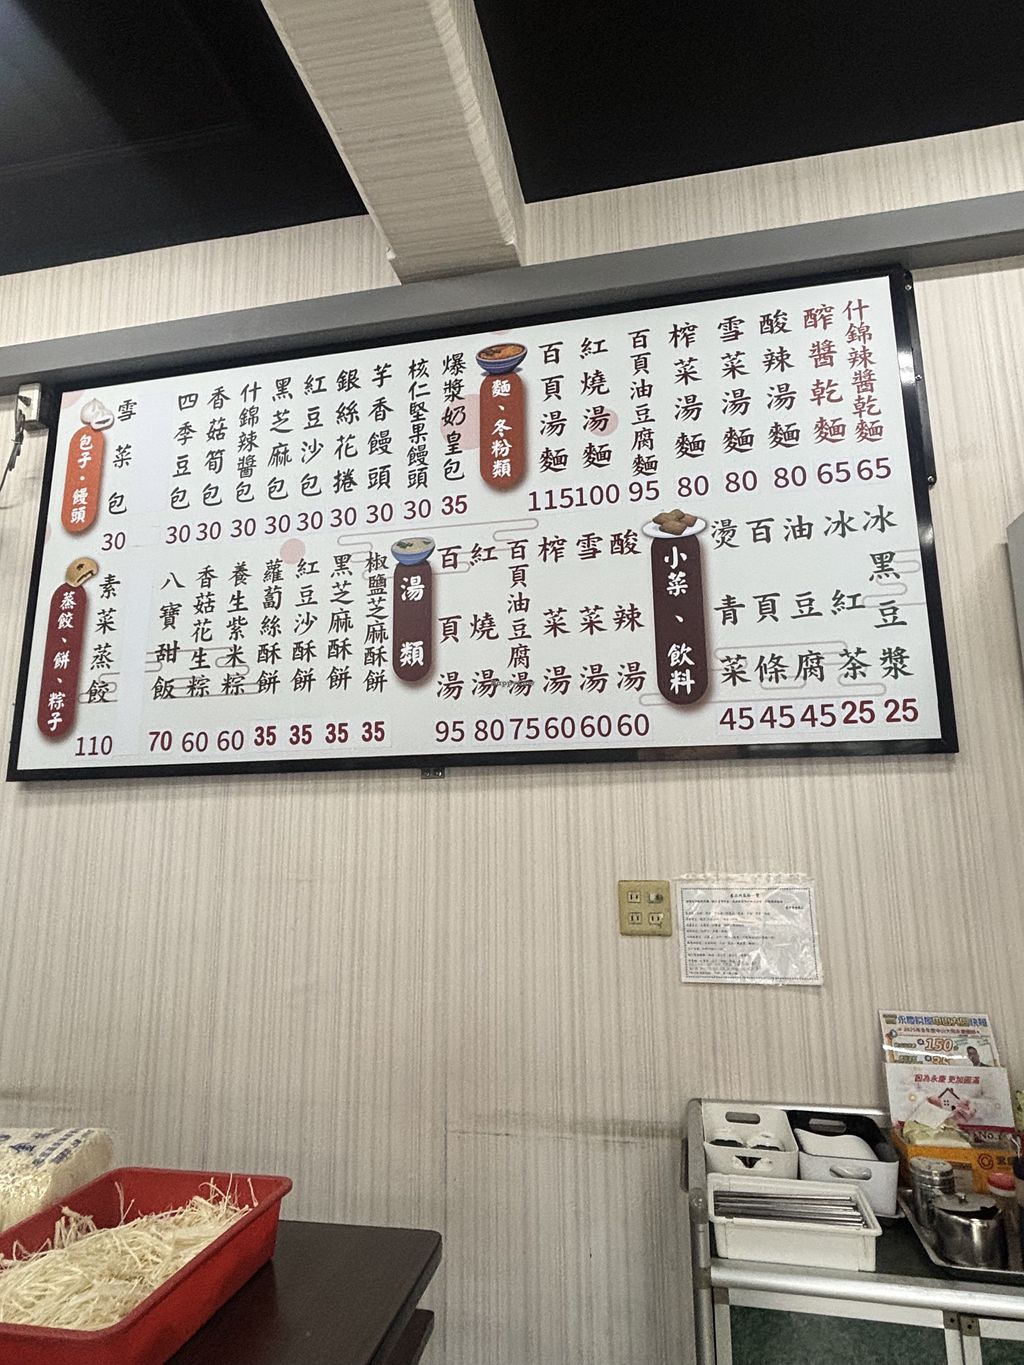 包子·饅頭
雪菜包 30
四季豆包 30
香菇筍包 30
什錦辣醬包 30
黑芝麻包 30
紅豆沙包 30
銀絲花捲 30
芋香饅頭 30
核仁堅果饅頭 30
爆漿奶皇包 35
麵、冬粉類
百頁湯麵 115
紅燒湯麵 100
百頁油豆腐麵 95
榨菜湯麵 80
雪菜湯麵 80
酸辣湯麵 80
醡醬乾麵 65
什錦辣醬乾麵 65
蒸餃、餅、粽子
素菜蒸餃 110
八寶甜飯 70
香菇花生粽 60
養生紫米粽 60
蘿蔔絲酥餅 35
紅豆沙酥餅 35
黑芝麻酥餅 35
椒鹽芝麻酥餅 35
湯類
百頁湯 95
紅燒湯 80
百頁油豆腐湯 75
榨菜湯 60
雪菜湯 60
酸辣湯 60
小菜、飲料
燙青菜 45
百頁條 45
油豆腐 45
冰紅茶 25
冰黑豆漿 25
因為永慶 更加圓滿